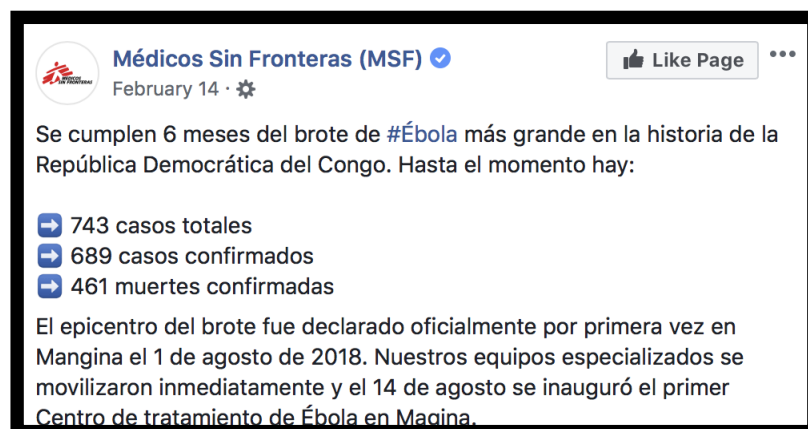 Médicos Sin Fronteras (MSF)
Like Page
February 14
Se cumplen 6 meses del brote de #Ébola más grande en la historia de la
República Democrática del Congo. Hasta el momento hay:
743 casos totales
689 casos confirmados
461 muertes confirmadas
El epicentro del brote fue declarado oficialmente por primera vez en
Mangina el 1 de agosto de 2018. Nuestros equipos especializados se
movilizaron inmediatamente y el 14 de agosto se inauguró el primer
Centro de tratamiento de Ébola en Magina.